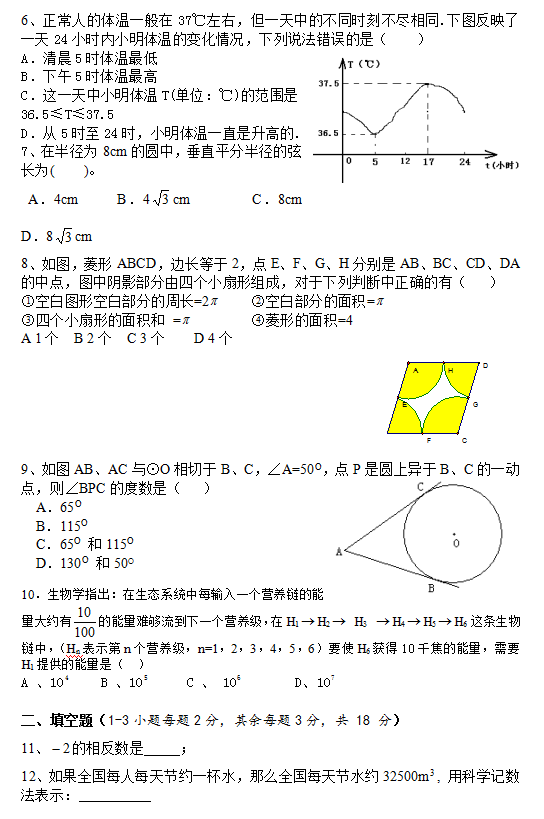 6、正常人的体温一般在 37℃左右，但一天中的不同时刻不尽相同.下图反映了
一天 24 小时内小明体温的变化情况，下列说法错误的是（  ）
A．清晨 5 时体温最低
B．下午 5 时体温最高
C．这一天中小明体温 T(单位：℃)的范围是
36.5≤T≤37.5
D．从 5 时至 24 时，小明体温一直是升高的．
T（℃）
37.5
36.5
0 5 12 17 24 t(小时)
7、在半径为 8cm 的圆中，垂直平分半径的弦
长为(  )。
A．4cm B．4√3 cm C．8cm
D．8√3 cm
8、如图，菱形 ABCD，边长等于 2，点 E、F、G、H 分别是 AB、BC、CD、DA
的中点，图中阴影部分由四个小扇形组成，对于下列判断中正确的有（  ）
①空白图形空白部分的周长=2π ②空白部分的面积=π
③四个小扇形的面积和 =π ④菱形的面积=4
A 1 个 B 2 个 C 3 个 D 4 个
A H D
E G
F C
9、如图 AB、AC 与⊙O 相切于 B、C，∠A=50O，点 P 是圆上异于 B、C 的一动
点，则∠BPC 的度数是（  ）
A．65O
B．115O
C．65O 和 115O
D．130O 和 50O
C
A
O
B
10．生物学指出：在生态系统中每输入一个营养链的能
量大约有10/100的能量难够流到下一个营养级，在 H1→H2→ H3 →H4→H5→H6 这条生物
链中，(Hn表示第 n 个营养级，n=1，2，3，4，5，6）要使 H6获得 10 千焦的能量，需要
H1 提供的能量是（  ）
A 、10⁴ B 、10⁵ C 、 10⁶ D、10⁷
二、填空题（1-3 小题每题 2 分，其余每题 3 分，共 18 分）
11、－2 的相反数是_____；
12、如果全国每人每天节约一杯水，那么全国每天节水约 32500m³，用科学记数
法表示：__________